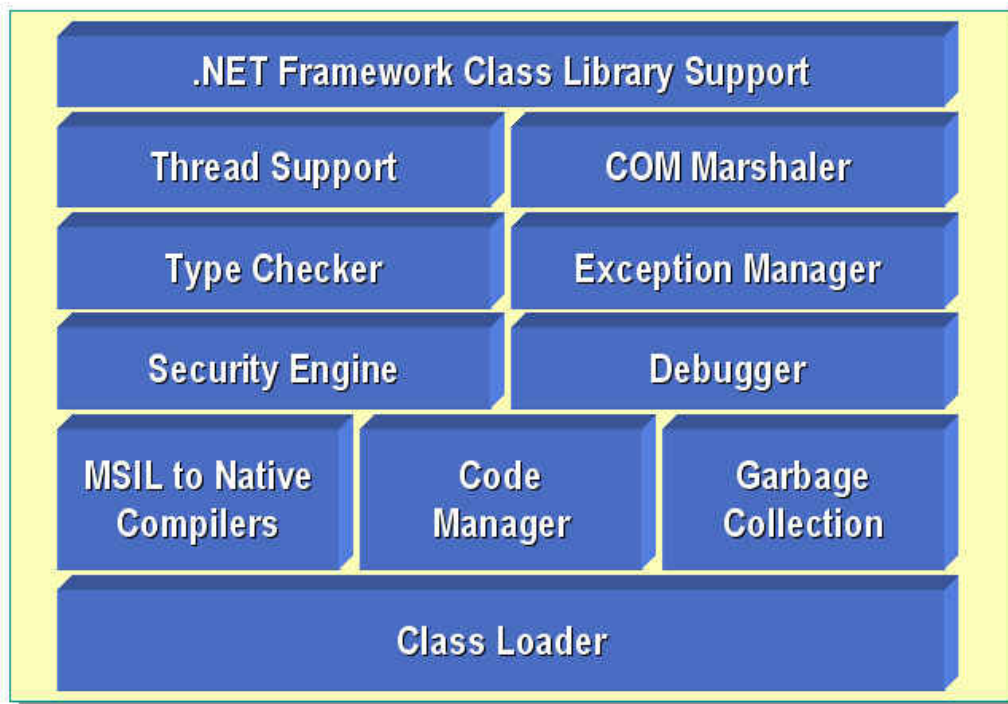 .NET Framework Class Library Support
Thread Support
COM Marshaler
Type Checker
Exception Manager
Security Engine
Debugger
MSIL to Native
Compilers
Code
Manager
Garbage
Collection
Class Loader